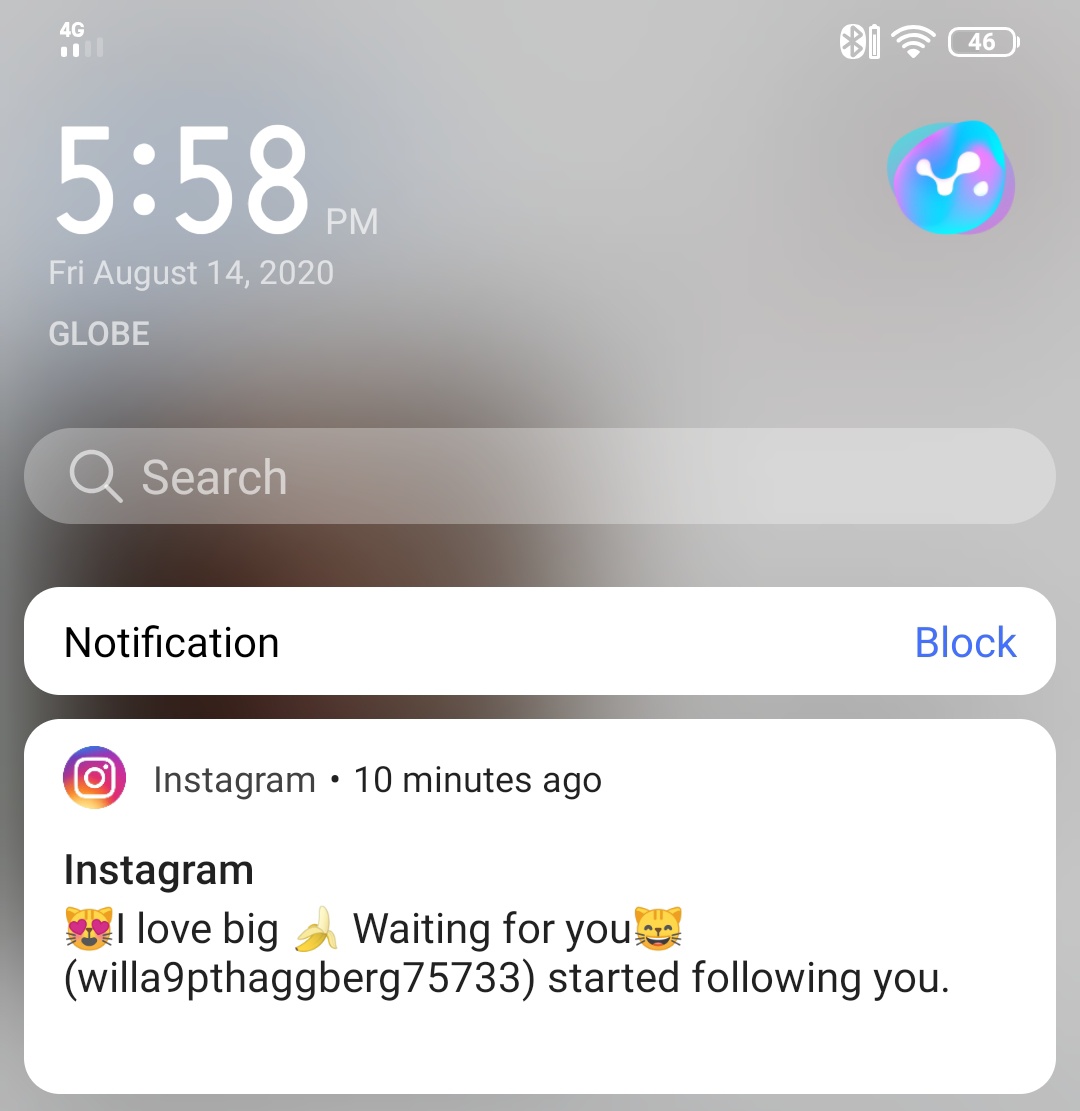 4G
46
5:58 PM
Fri August 14, 2020
GLOBE
Search
Notification Block
Instagram • 10 minutes ago
Instagram
😻I love big 🍌 Waiting for you😸
(willa9pthaggberg75733) started following you.